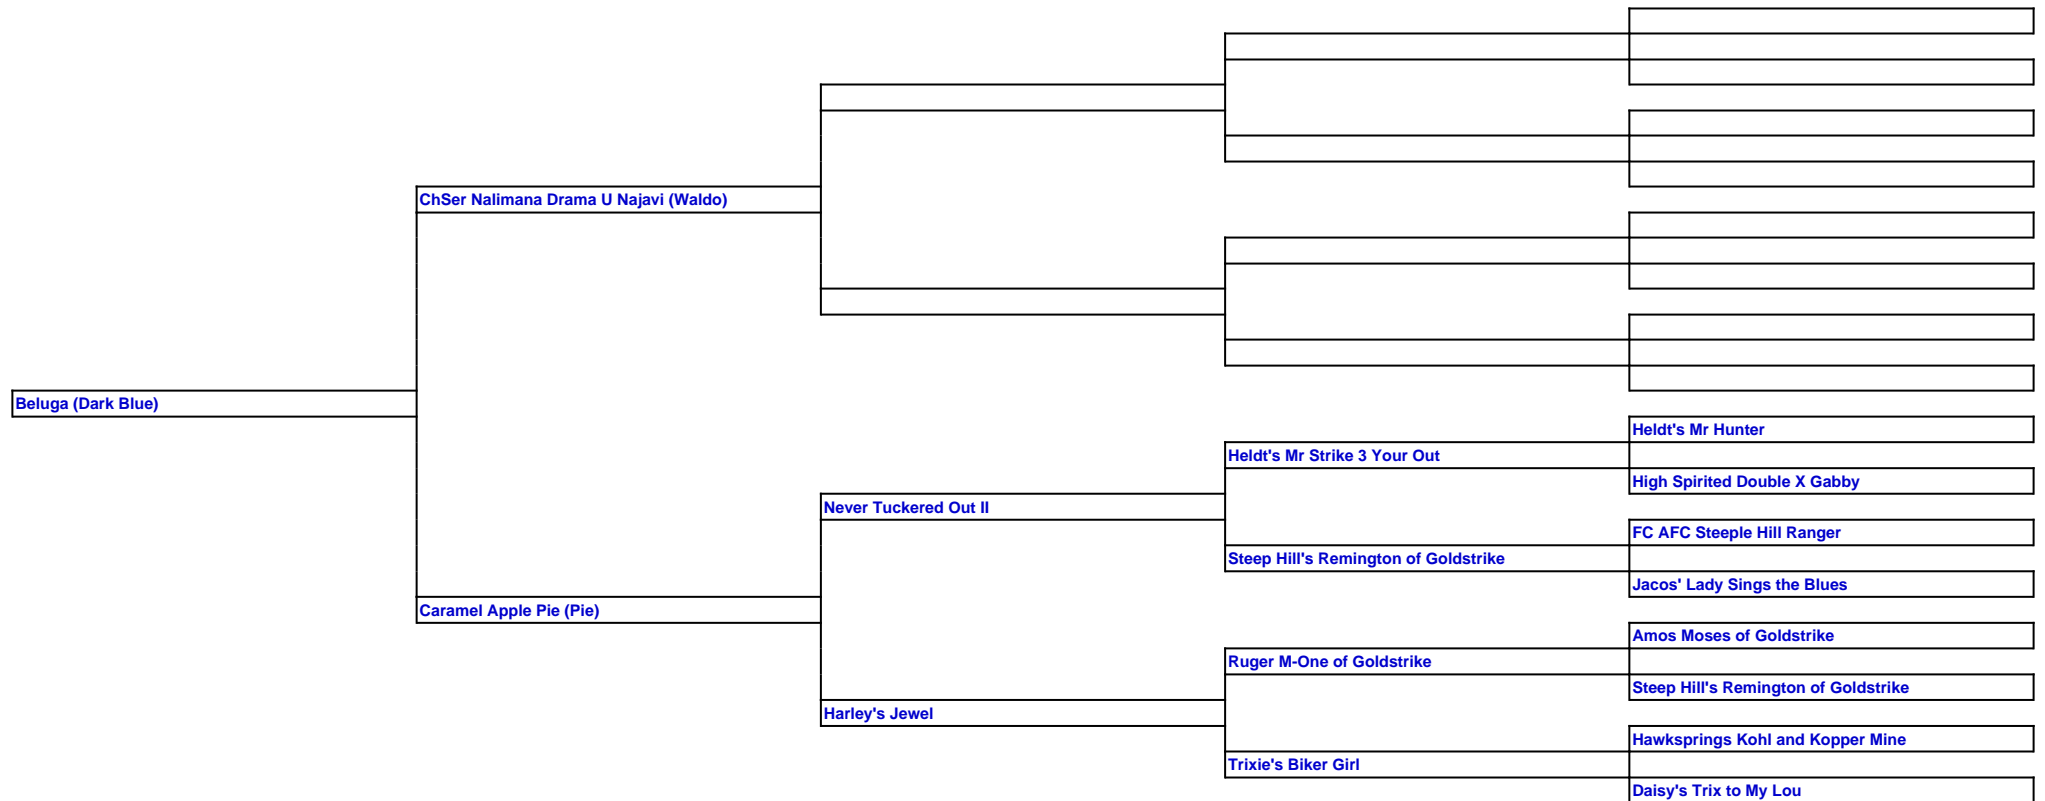 ChSer Nalimana Drama U Najavi (Waldo)
Beluga (Dark Blue)
Heldt's Mr Hunter
Heldt's Mr Strike 3 Your Out
High Spirited Double X Gabby
Never Tuckered Out II
FC AFC Steeple Hill Ranger
Steep Hill's Remington of Goldstrike
Jacos' Lady Sings the Blues
Caramel Apple Pie (Pie)
Amos Moses of Goldstrike
Ruger M-One of Goldstrike
Steep Hill's Remington of Goldstrike
Harley's Jewel
Hawksprings Kohl and Kopper Mine
Trixie's Biker Girl
Daisy's Trix to My Lou